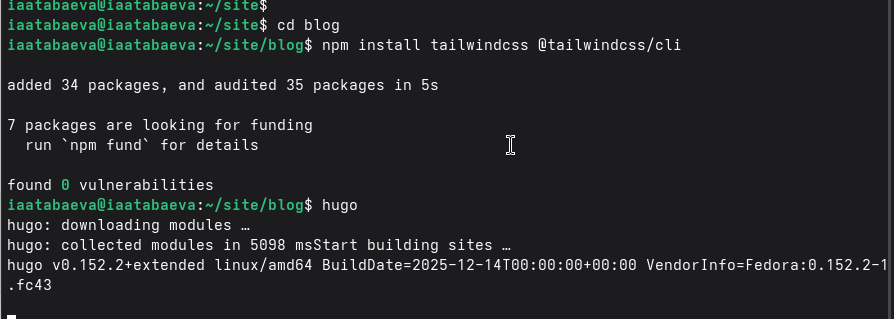 iaatabaeva@iaatabaeva:~/site$
iaatabaeva@iaatabaeva:~/site$ cd blog
iaatabaeva@iaatabaeva:~/site/blog$ npm install tailwindcss @tailwindcss/cli
added 34 packages, and audited 35 packages in 5s
7 packages are looking for funding
  run `npm fund` for details
found 0 vulnerabilities
iaatabaeva@iaatabaeva:~/site/blog$ hugo
hugo: downloading modules …
hugo: collected modules in 5098 msStart building sites …
hugo v0.152.2+extended linux/amd64 BuildDate=2025-12-14T00:00:00+00:00 VendorInfo=Fedora:0.152.2-1
.fc43